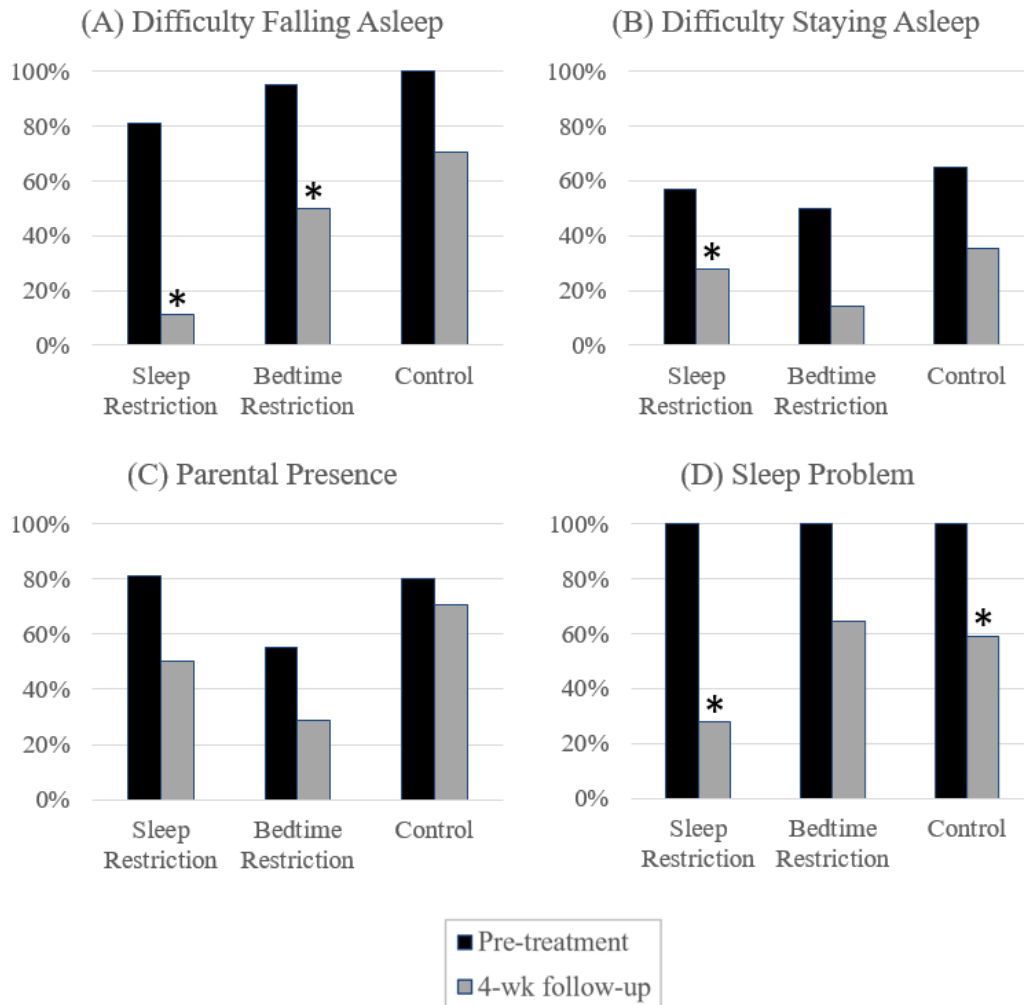 (A) Difficulty Falling Asleep
100%
80%
60%
40%
20%
0%
*
*
Sleep
Restriction
Bedtime
Restriction
Control
(B) Difficulty Staying Asleep
100%
80%
60%
40%
20%
0%
*
Sleep
Restriction
Bedtime
Restriction
Control
(C) Parental Presence
100%
80%
60%
40%
20%
0%
Sleep
Restriction
Bedtime
Restriction
Control
(D) Sleep Problem
100%
80%
60%
40%
20%
0%
*
*
Sleep
Restriction
Bedtime
Restriction
Control
Pre-treatment
4-wk follow-up